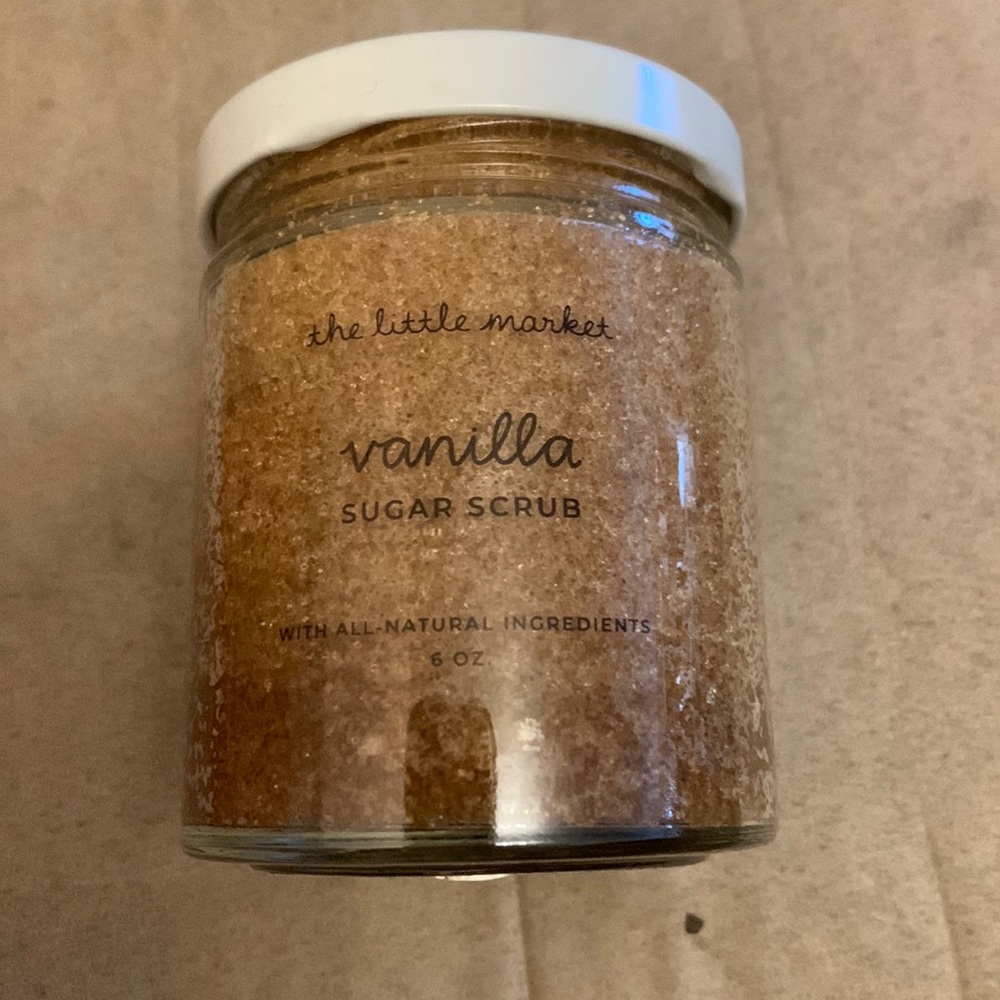 the little market
vanilla
SUGAR SCRUB
WITH ALL-NATURAL INGREDIENTS
6 OZ.